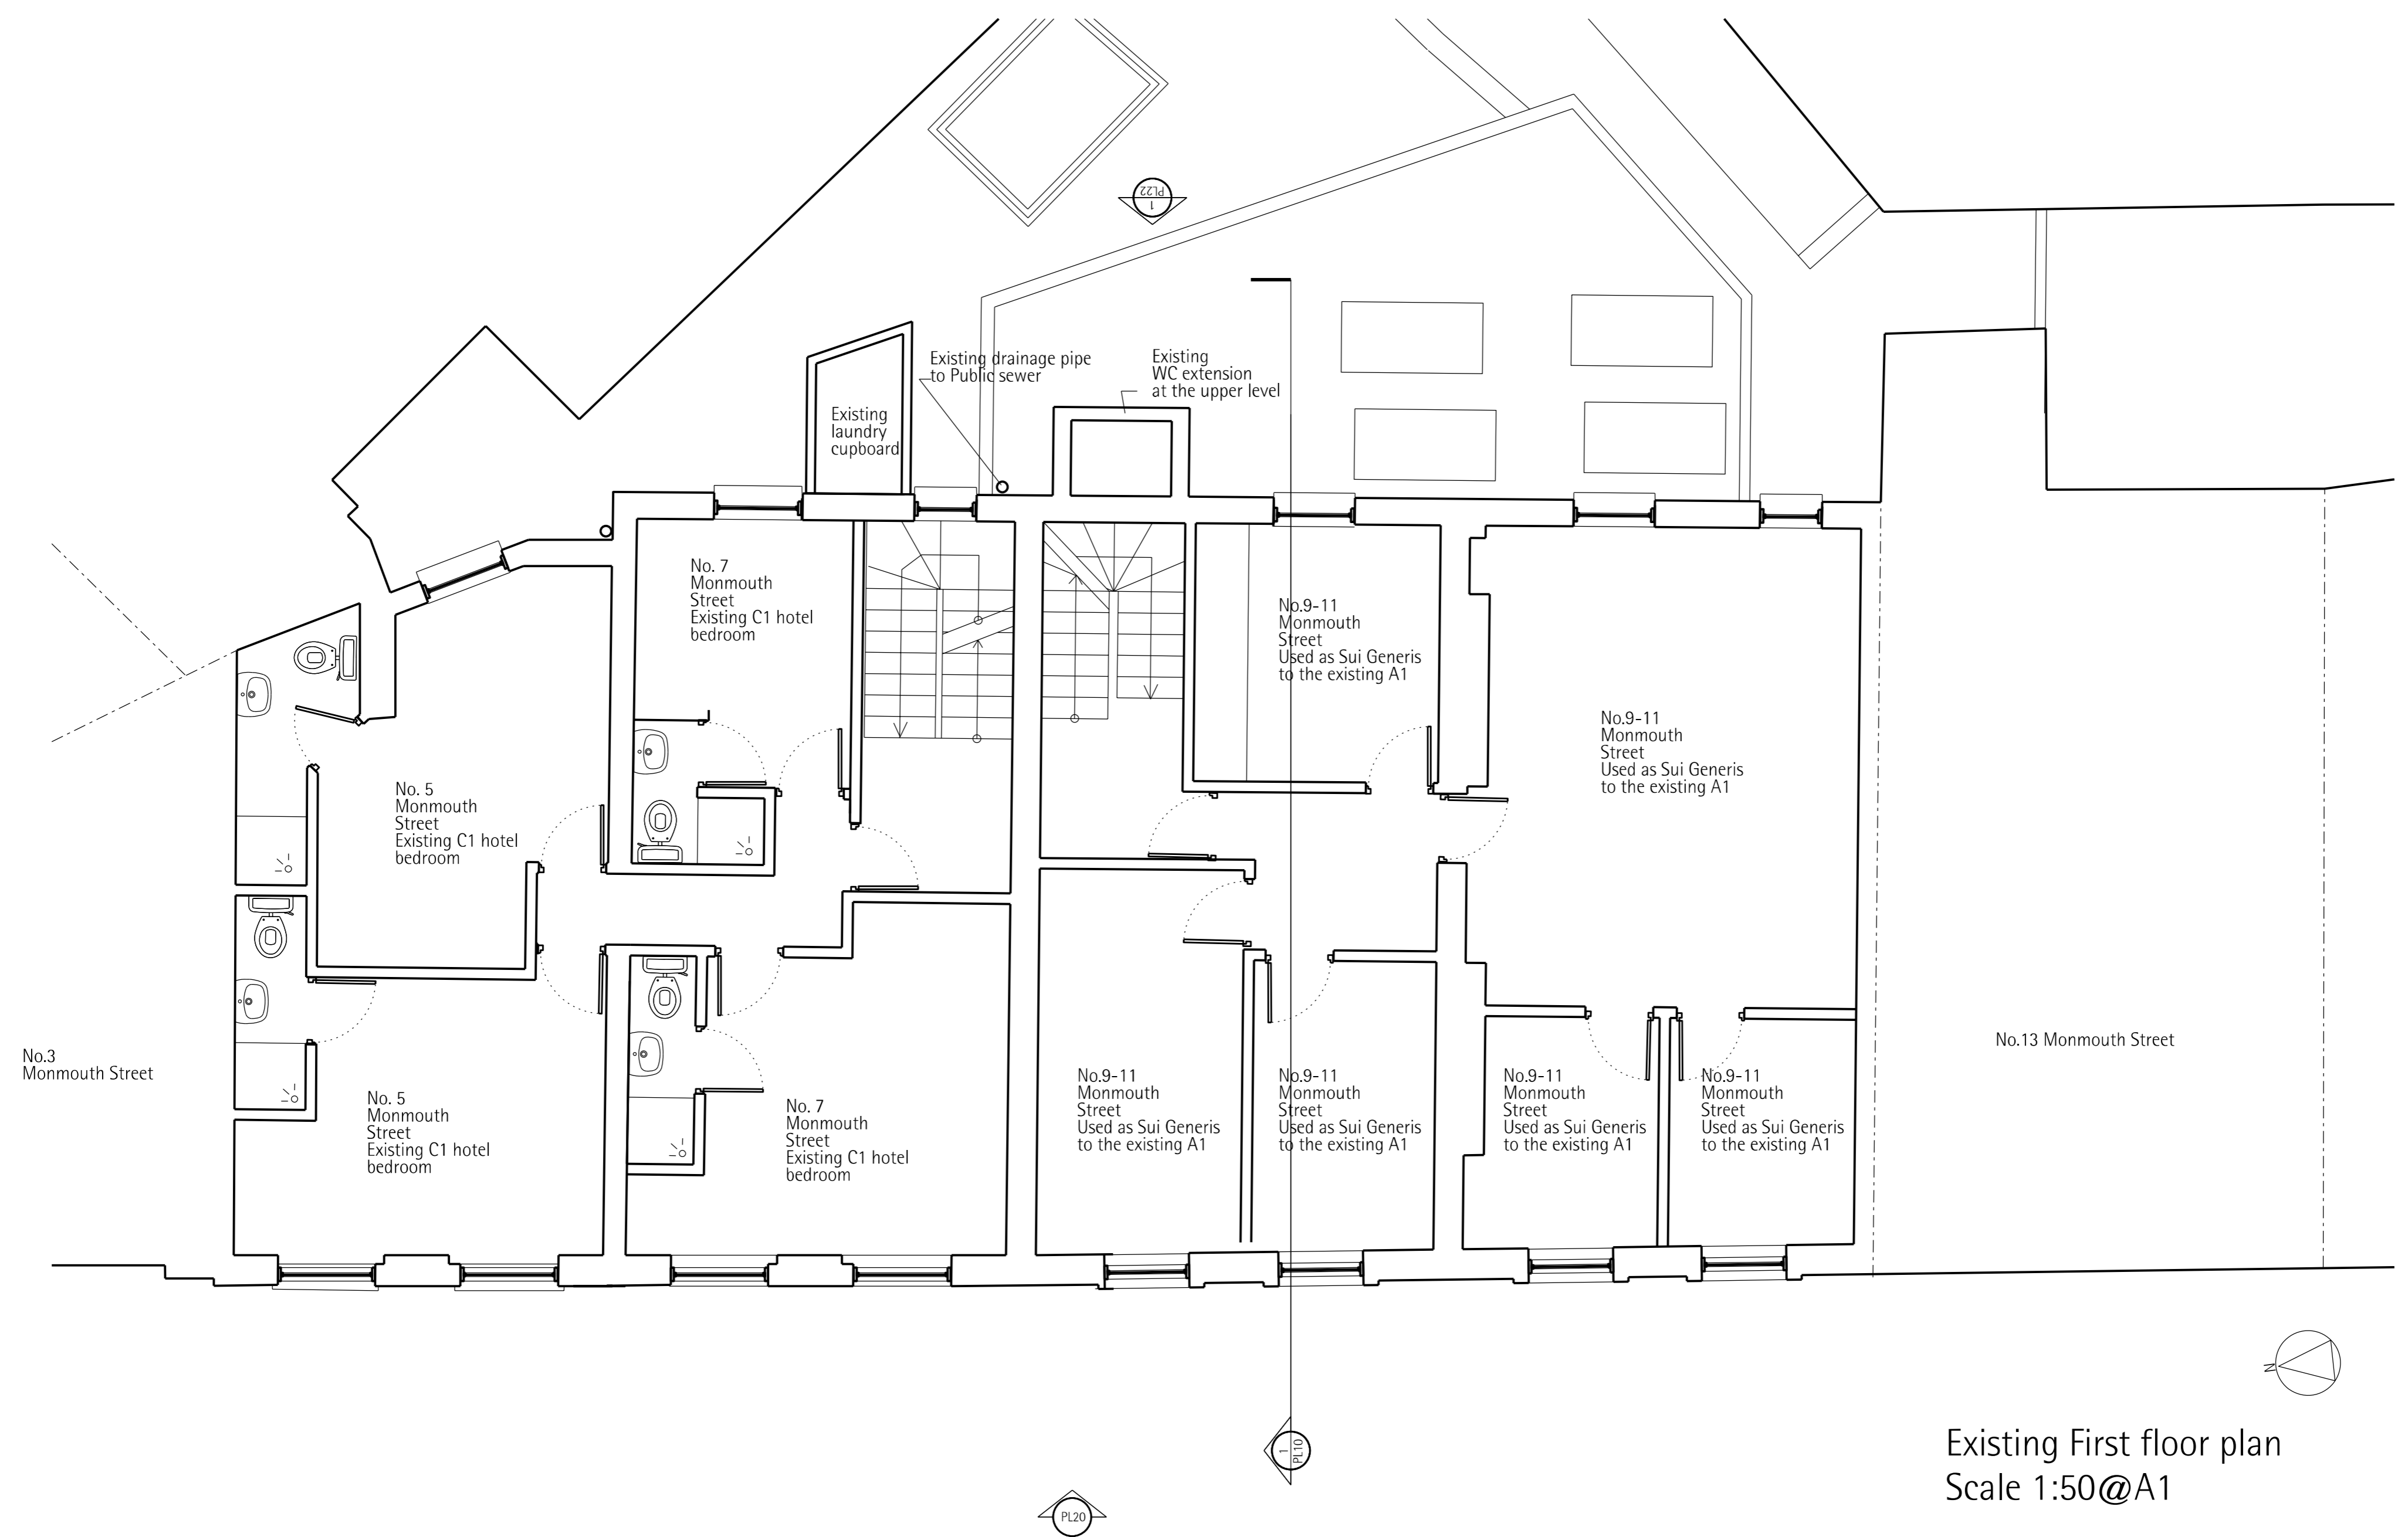 PL22
1
Existing drainage pipe
to Public sewer
Existing
WC extension
at the upper level
Existing
laundry
cupboard
No. 7
Monmouth
Street
Existing C1 hotel
bedroom
No.9-11
Monmouth
Street
Used as Sui Generis
to the existing A1
No.9-11
Monmouth
Street
Used as Sui Generis
to the existing A1
No. 5
Monmouth
Street
Existing C1 hotel
bedroom
No.3
Monmouth Street
No. 5
Monmouth
Street
Existing C1 hotel
bedroom
No. 7
Monmouth
Street
Existing C1 hotel
bedroom
No.9-11
Monmouth
Street
Used as Sui Generis
to the existing A1
No.9-11
Monmouth
Street
Used as Sui Generis
to the existing A1
No.9-11
Monmouth
Street
Used as Sui Generis
to the existing A1
No.9-11
Monmouth
Street
Used as Sui Generis
to the existing A1
No.13 Monmouth Street
N
1
PL10
PL20
Existing First floor plan
Scale 1:50@A1